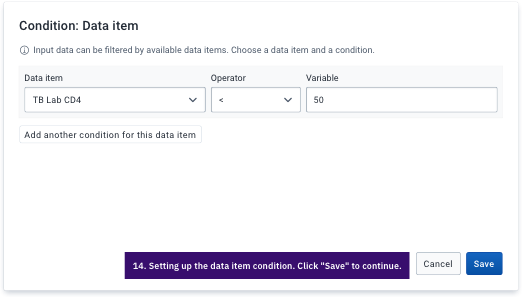 Condition: Data item
Input data can be filtered by available data items. Choose a data item and a condition.
Data item Operator Variable
TB Lab CD4 < 50
Add another condition for this data item
14. Setting up the data item condition. Click "Save" to continue. Cancel Save